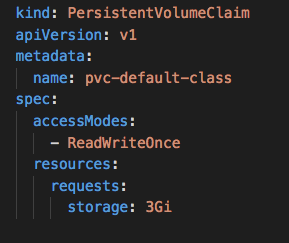 kind: PersistentVolumeClaim
apiVersion: v1
metadata:
  name: pvc-default-class
spec:
  accessModes:
    - ReadWriteOnce
  resources:
    requests:
      storage: 3Gi